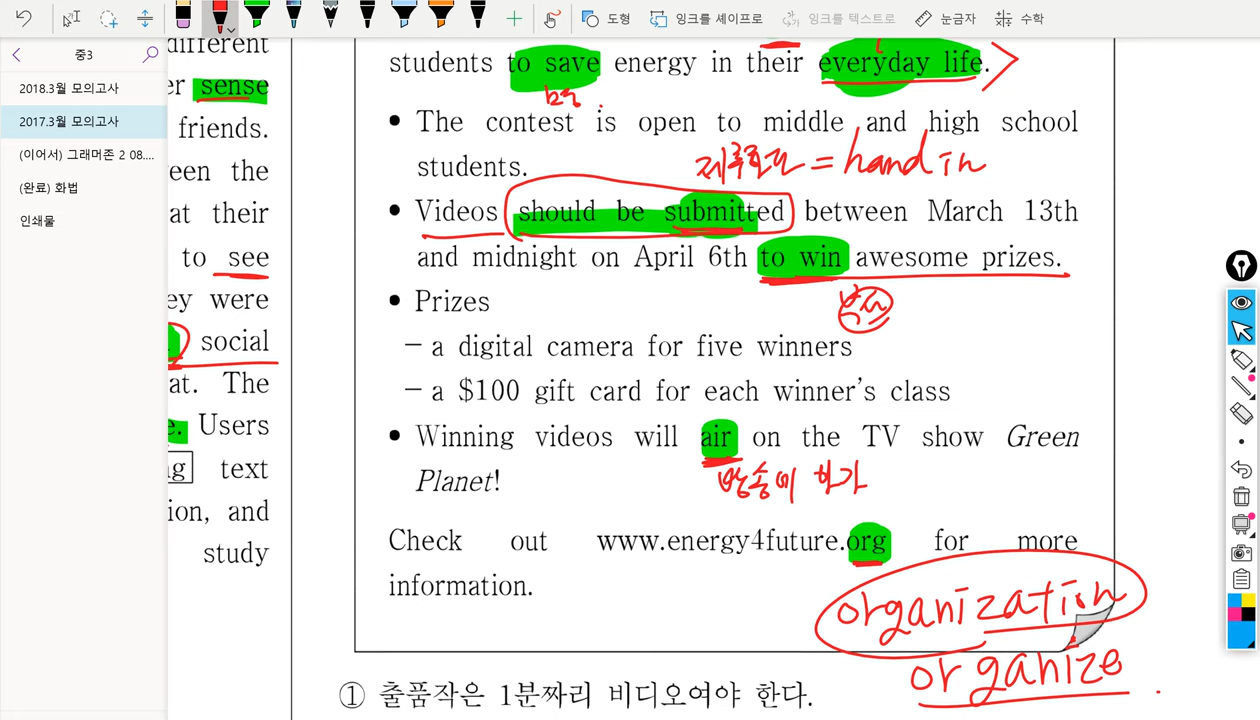 도형
잉크를 셰이프로
잉크를 텍스트로
눈금자
수학
중3
2018.3월 모의고사
2017.3월 모의고사
(이어서) 그래머존 2 08....
(완료) 화법
인쇄물
different
er sense
friends.
een the
at their
to see
ey were
social
at. The
e. Users
ng text
ion, and
study
students to save energy in their everyday life.
• The contest is open to middle and high school
students.
제출하다 = hand in
• Videos should be submitted between March 13th
and midnight on April 6th to win awesome prizes.
• Prizes
– a digital camera for five winners
– a $100 gift card for each winner's class
• Winning videos will air on the TV show Green
Planet!
방송에 나가
Check out www.energy4future.org for more
information.
organization
organize
① 출품작은 1분짜리 비디오여야 한다.